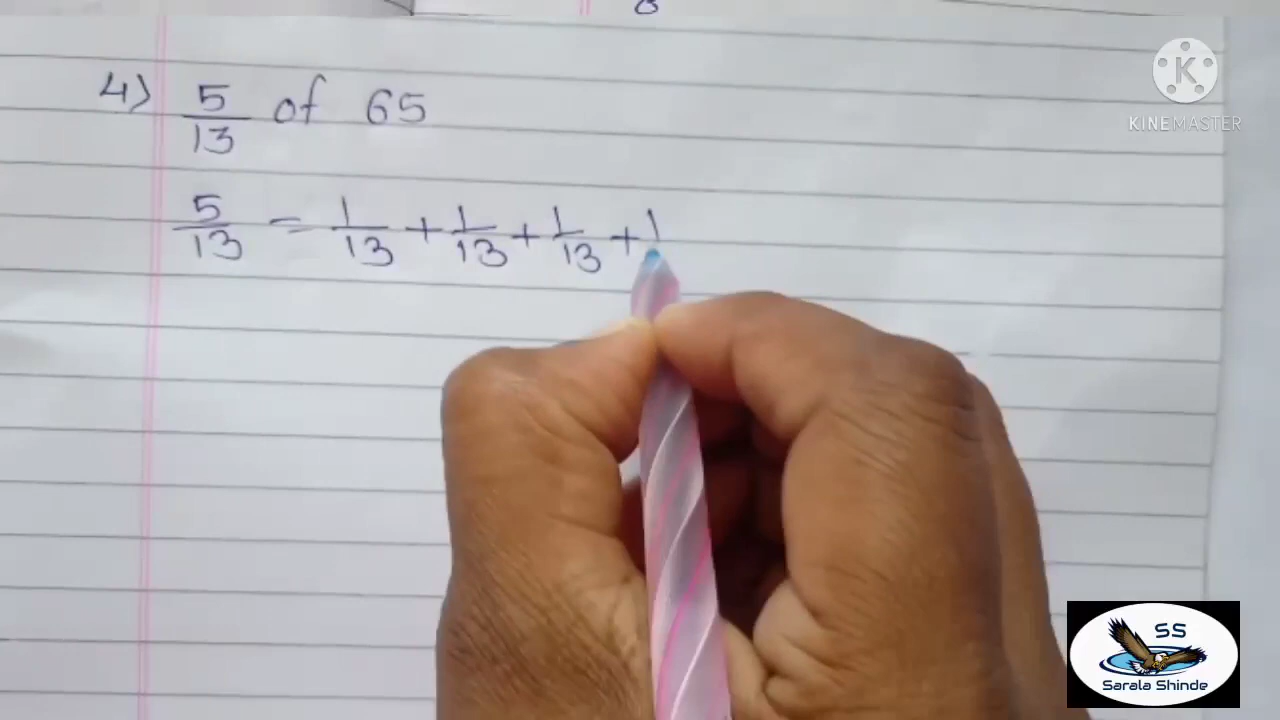 4) 5/13 of 65
5/13 = 1/13 + 1/13 + 1/13 + 1
KINEMASTER
SS
Sarala Shinde